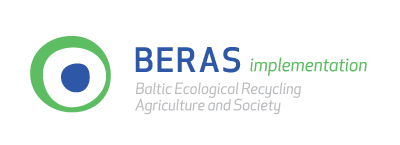 BERAS implementation
Baltic Ecological Recycling
Agriculture and Society